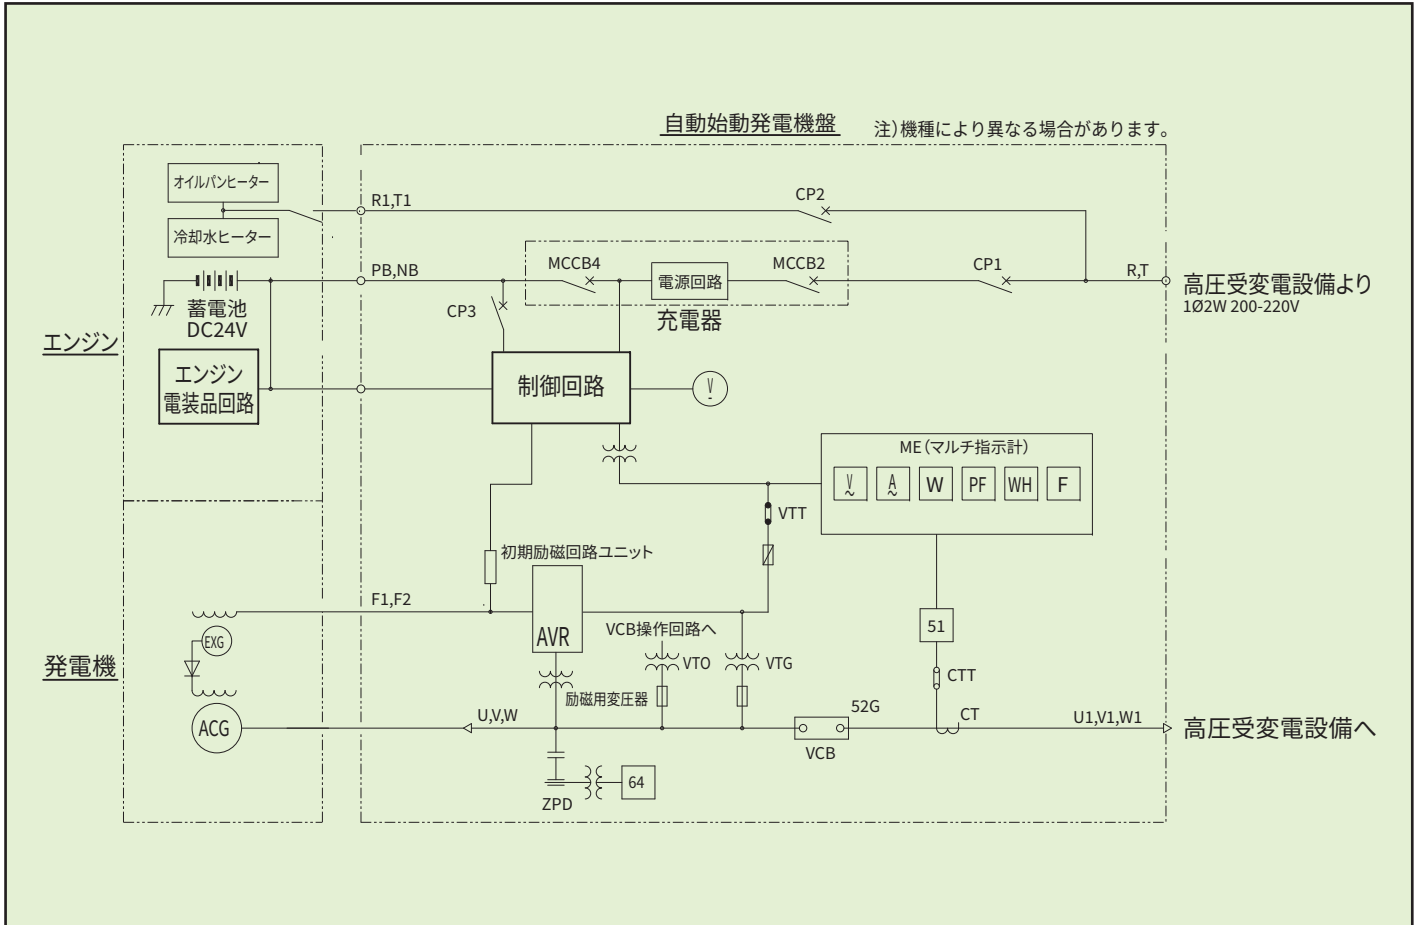 自動始動発電機盤
注)機種により異なる場合があります。
オイルパンヒーター
R1,T1
CP2
冷却水ヒーター
PB,NB
MCCB4
電源回路
MCCB2
CP1
R,T
高圧受変電設備より
1Ø2W 200-220V
蓄電池
DC24V
CP3
充電器
エンジン
エンジン
電装品回路
制御回路
V
ME(マルチ指示計)
V
A
W
PF
WH
F
VTT
初期励磁回路ユニット
F1,F2
AVR
VCB操作回路へ
51
EXG
VTO
VTG
発電機
CTT
励磁用変圧器
ACG
U,V,W
52G
CT
U1,V1,W1
高圧受変電設備へ
VCB
64
ZPD